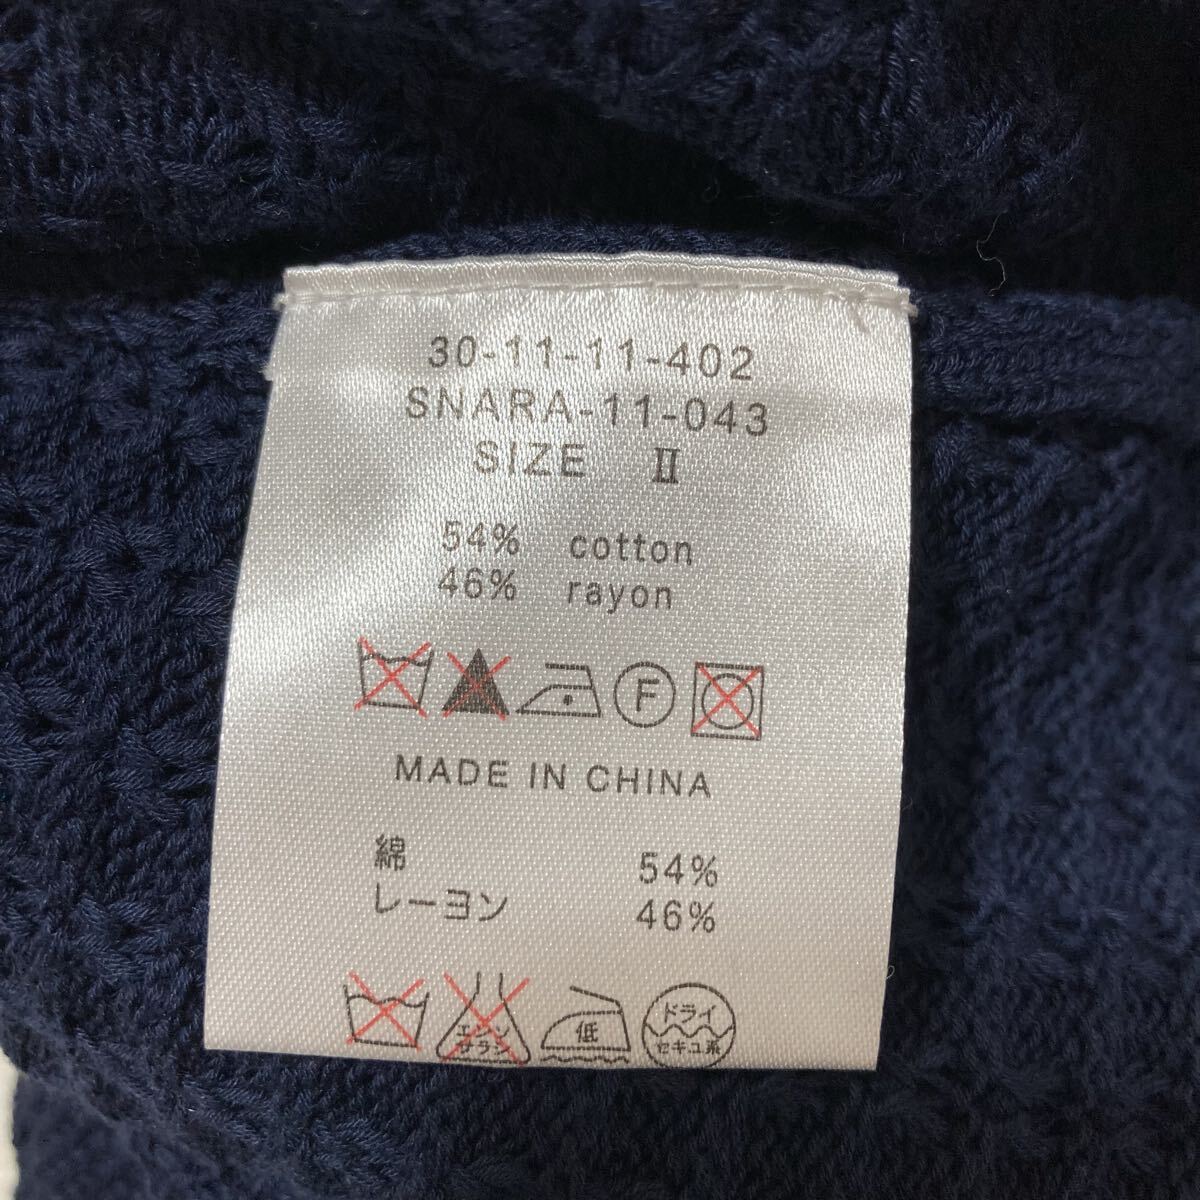 30-11-11-402
SNARA-11-043
SIZE Ⅱ
54% cotton
46% rayon
F
MADE IN CHINA
綿 54%
レーヨン 46%
エンソ
サラシ
低
ドライ
セキユ系